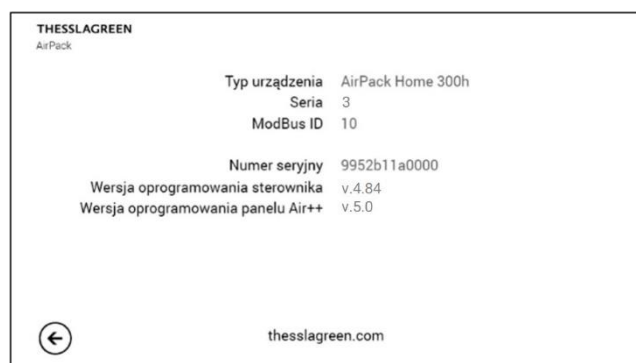 THESSLAGREEN
AirPack
Typ urządzenia AirPack Home 300h
Seria 3
ModBus ID 10
Numer seryjny 9952b11a0000
Wersja oprogramowania sterownika v.4.84
Wersja oprogramowania panelu Air++ v.5.0
thesslagreen.com